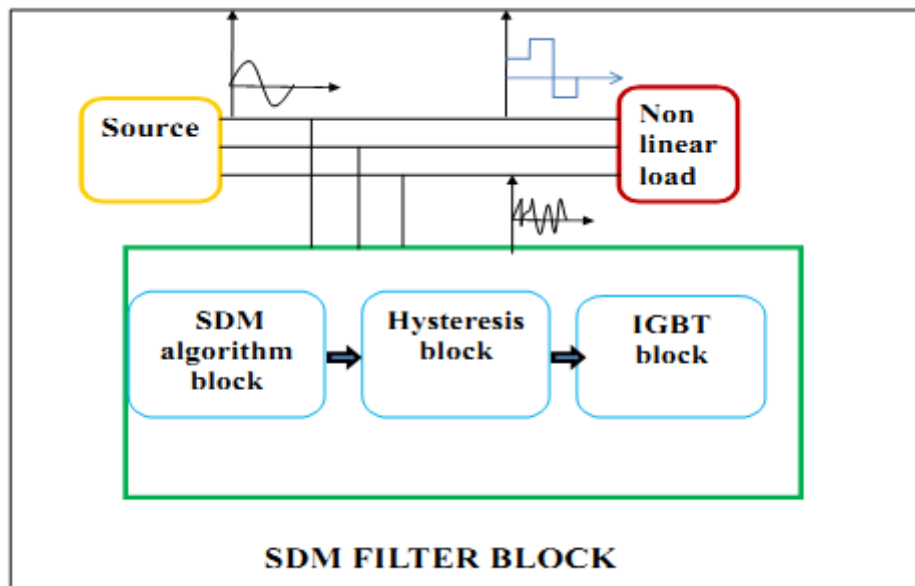 Source
Non
linear
load
SDM
algorithm
block
Hysteresis
block
IGBT
block
SDM FILTER BLOCK